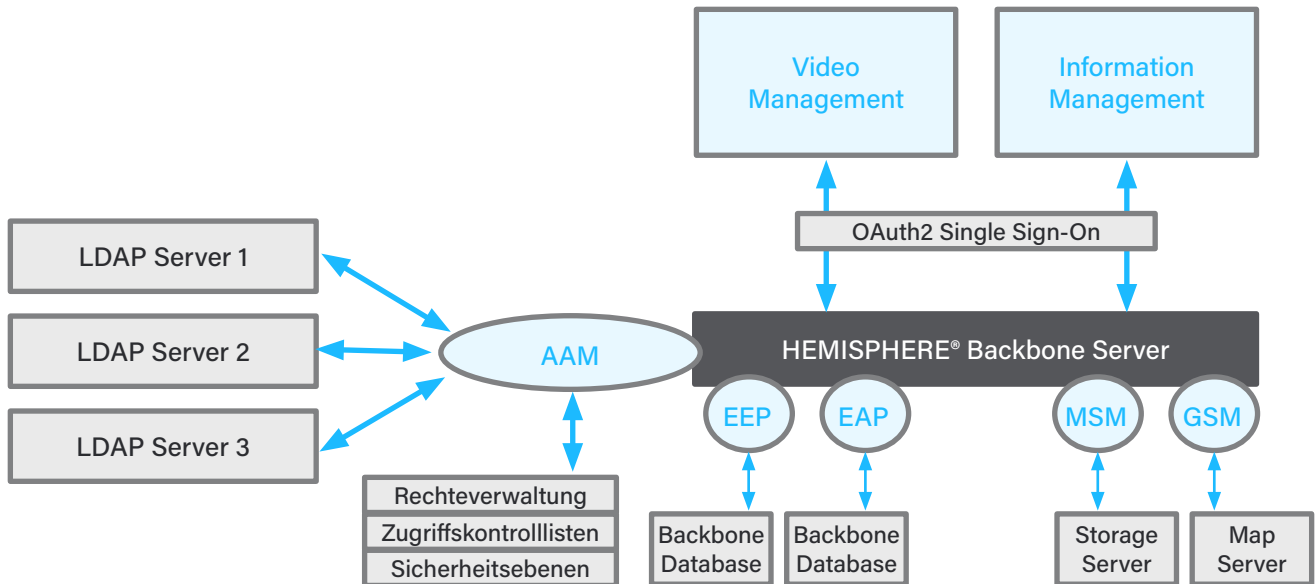 Video
Management
Information
Management
OAuth2 Single Sign-On
LDAP Server 1
LDAP Server 2
LDAP Server 3
AAM
HEMISPHERE® Backbone Server
EEP
EAP
MSM
GSM
Rechteverwaltung
Zugriffskontrolllisten
Sicherheitsebenen
Backbone
Database
Backbone
Database
Storage
Server
Map
Server